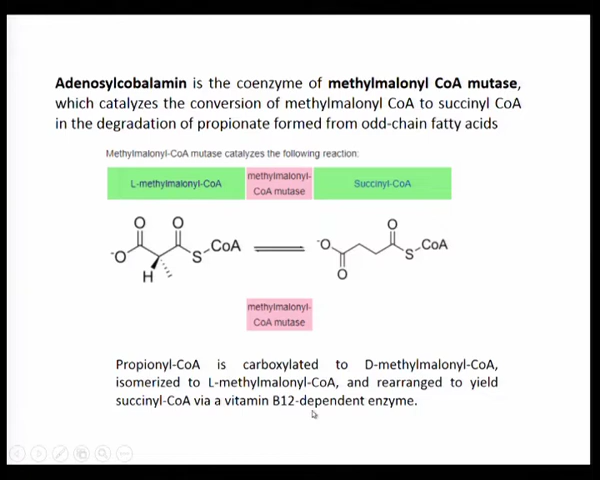 Adenosylcobalamin is the coenzyme of methylmalonyl CoA mutase,
which catalyzes the conversion of methylmalonyl CoA to succinyl CoA
in the degradation of propionate formed from odd-chain fatty acids
Methylmalonyl-CoA mutase catalyzes the following reaction:
L-methylmalonyl-CoA
methylmalonyl-
CoA mutase
Succinyl-CoA
O O
-O S CoA
H
O
-O S CoA
O
methylmalonyl-
CoA mutase
Propionyl-CoA is carboxylated to D-methylmalonyl-CoA,
isomerized to L-methylmalonyl-CoA, and rearranged to yield
succinyl-CoA via a vitamin B12-dependent enzyme.